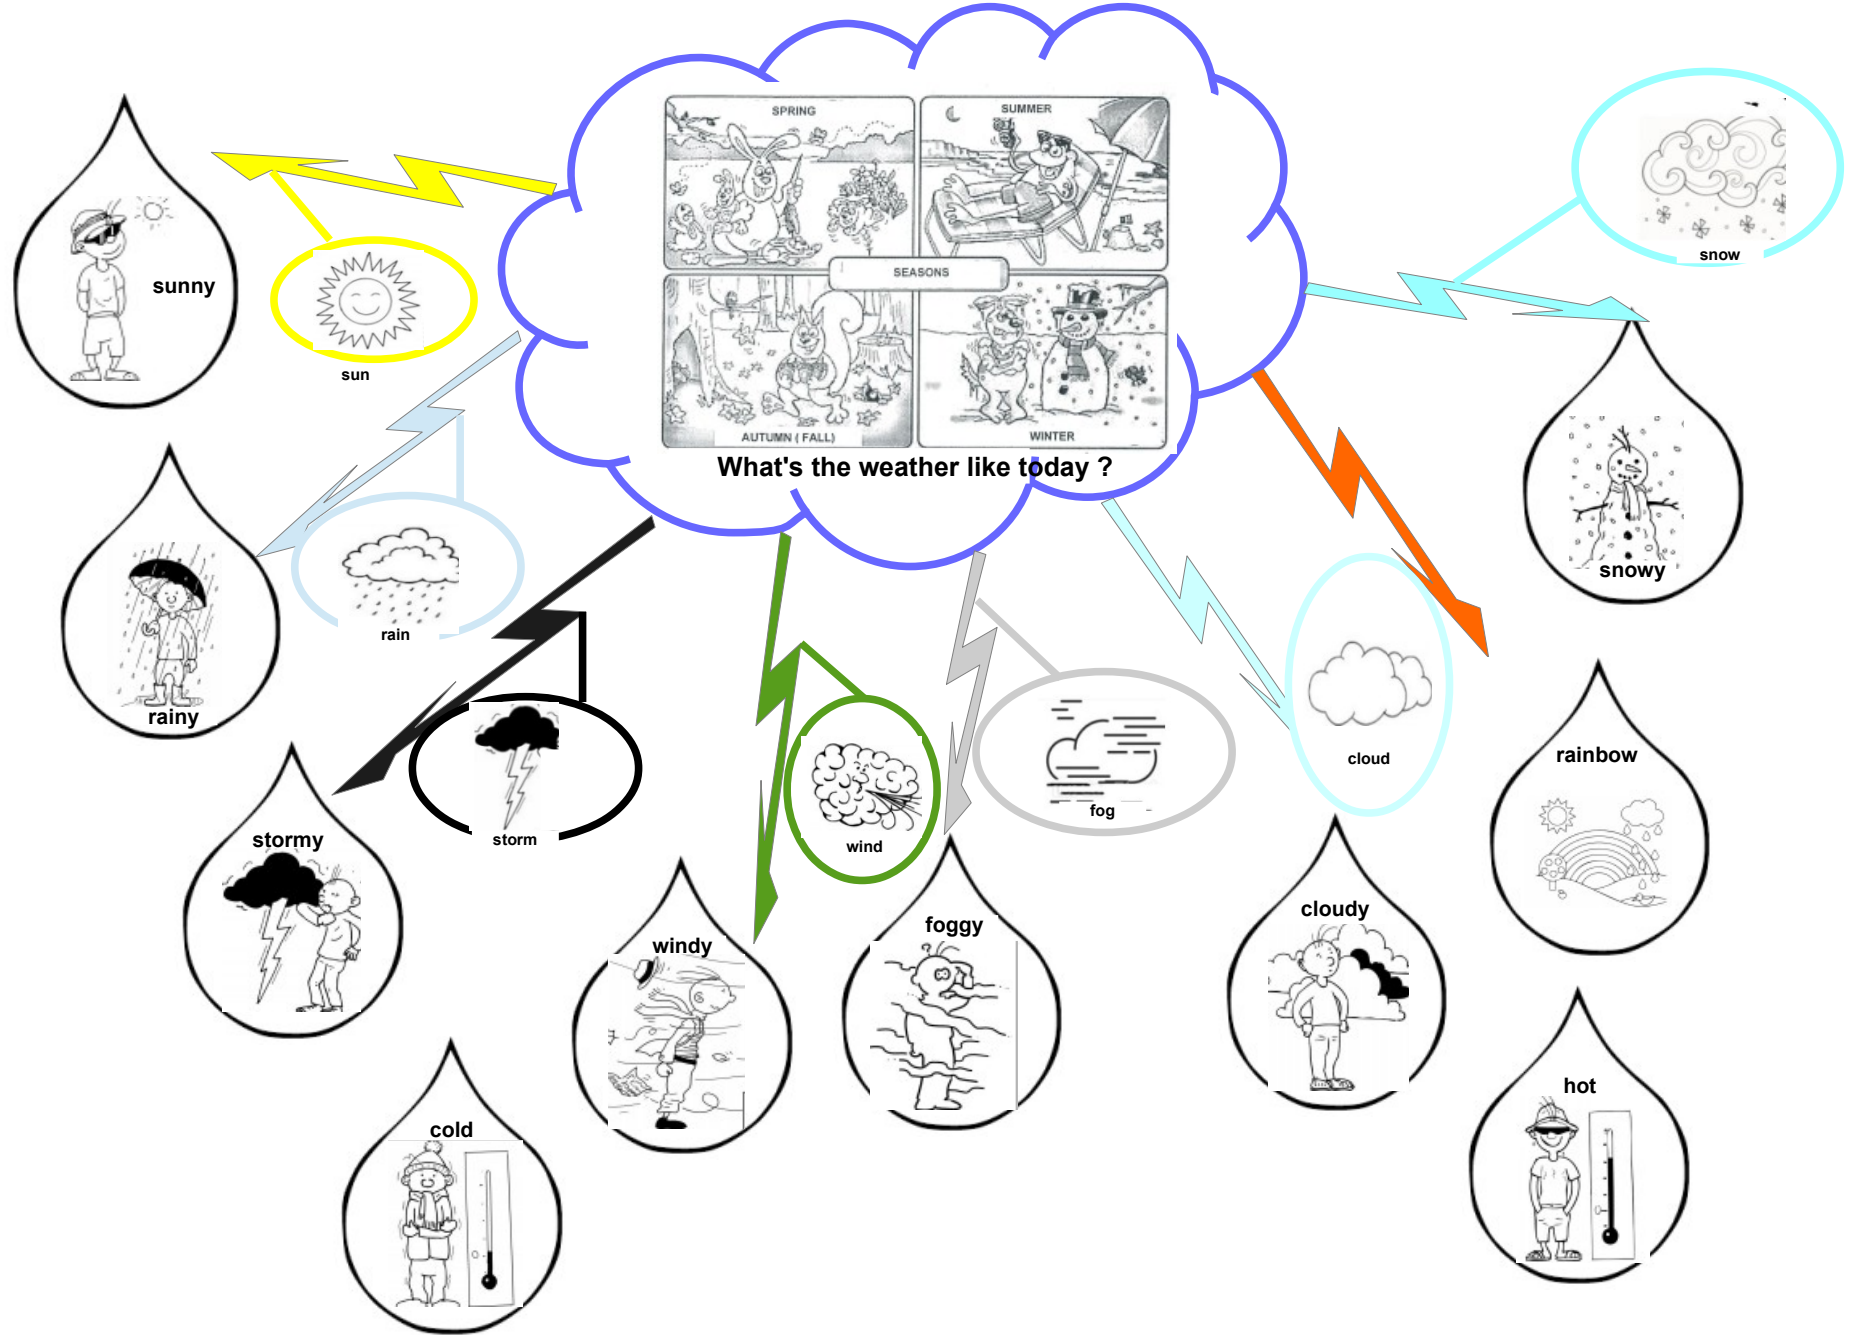 SPRING
SUMMER
SEASONS
AUTUMN ( FALL)
WINTER
What's the weather like today ?
sunny
sun
snow
snowy
rain
rainy
storm
stormy
wind
windy
fog
foggy
cloud
cloudy
rainbow
cold
hot